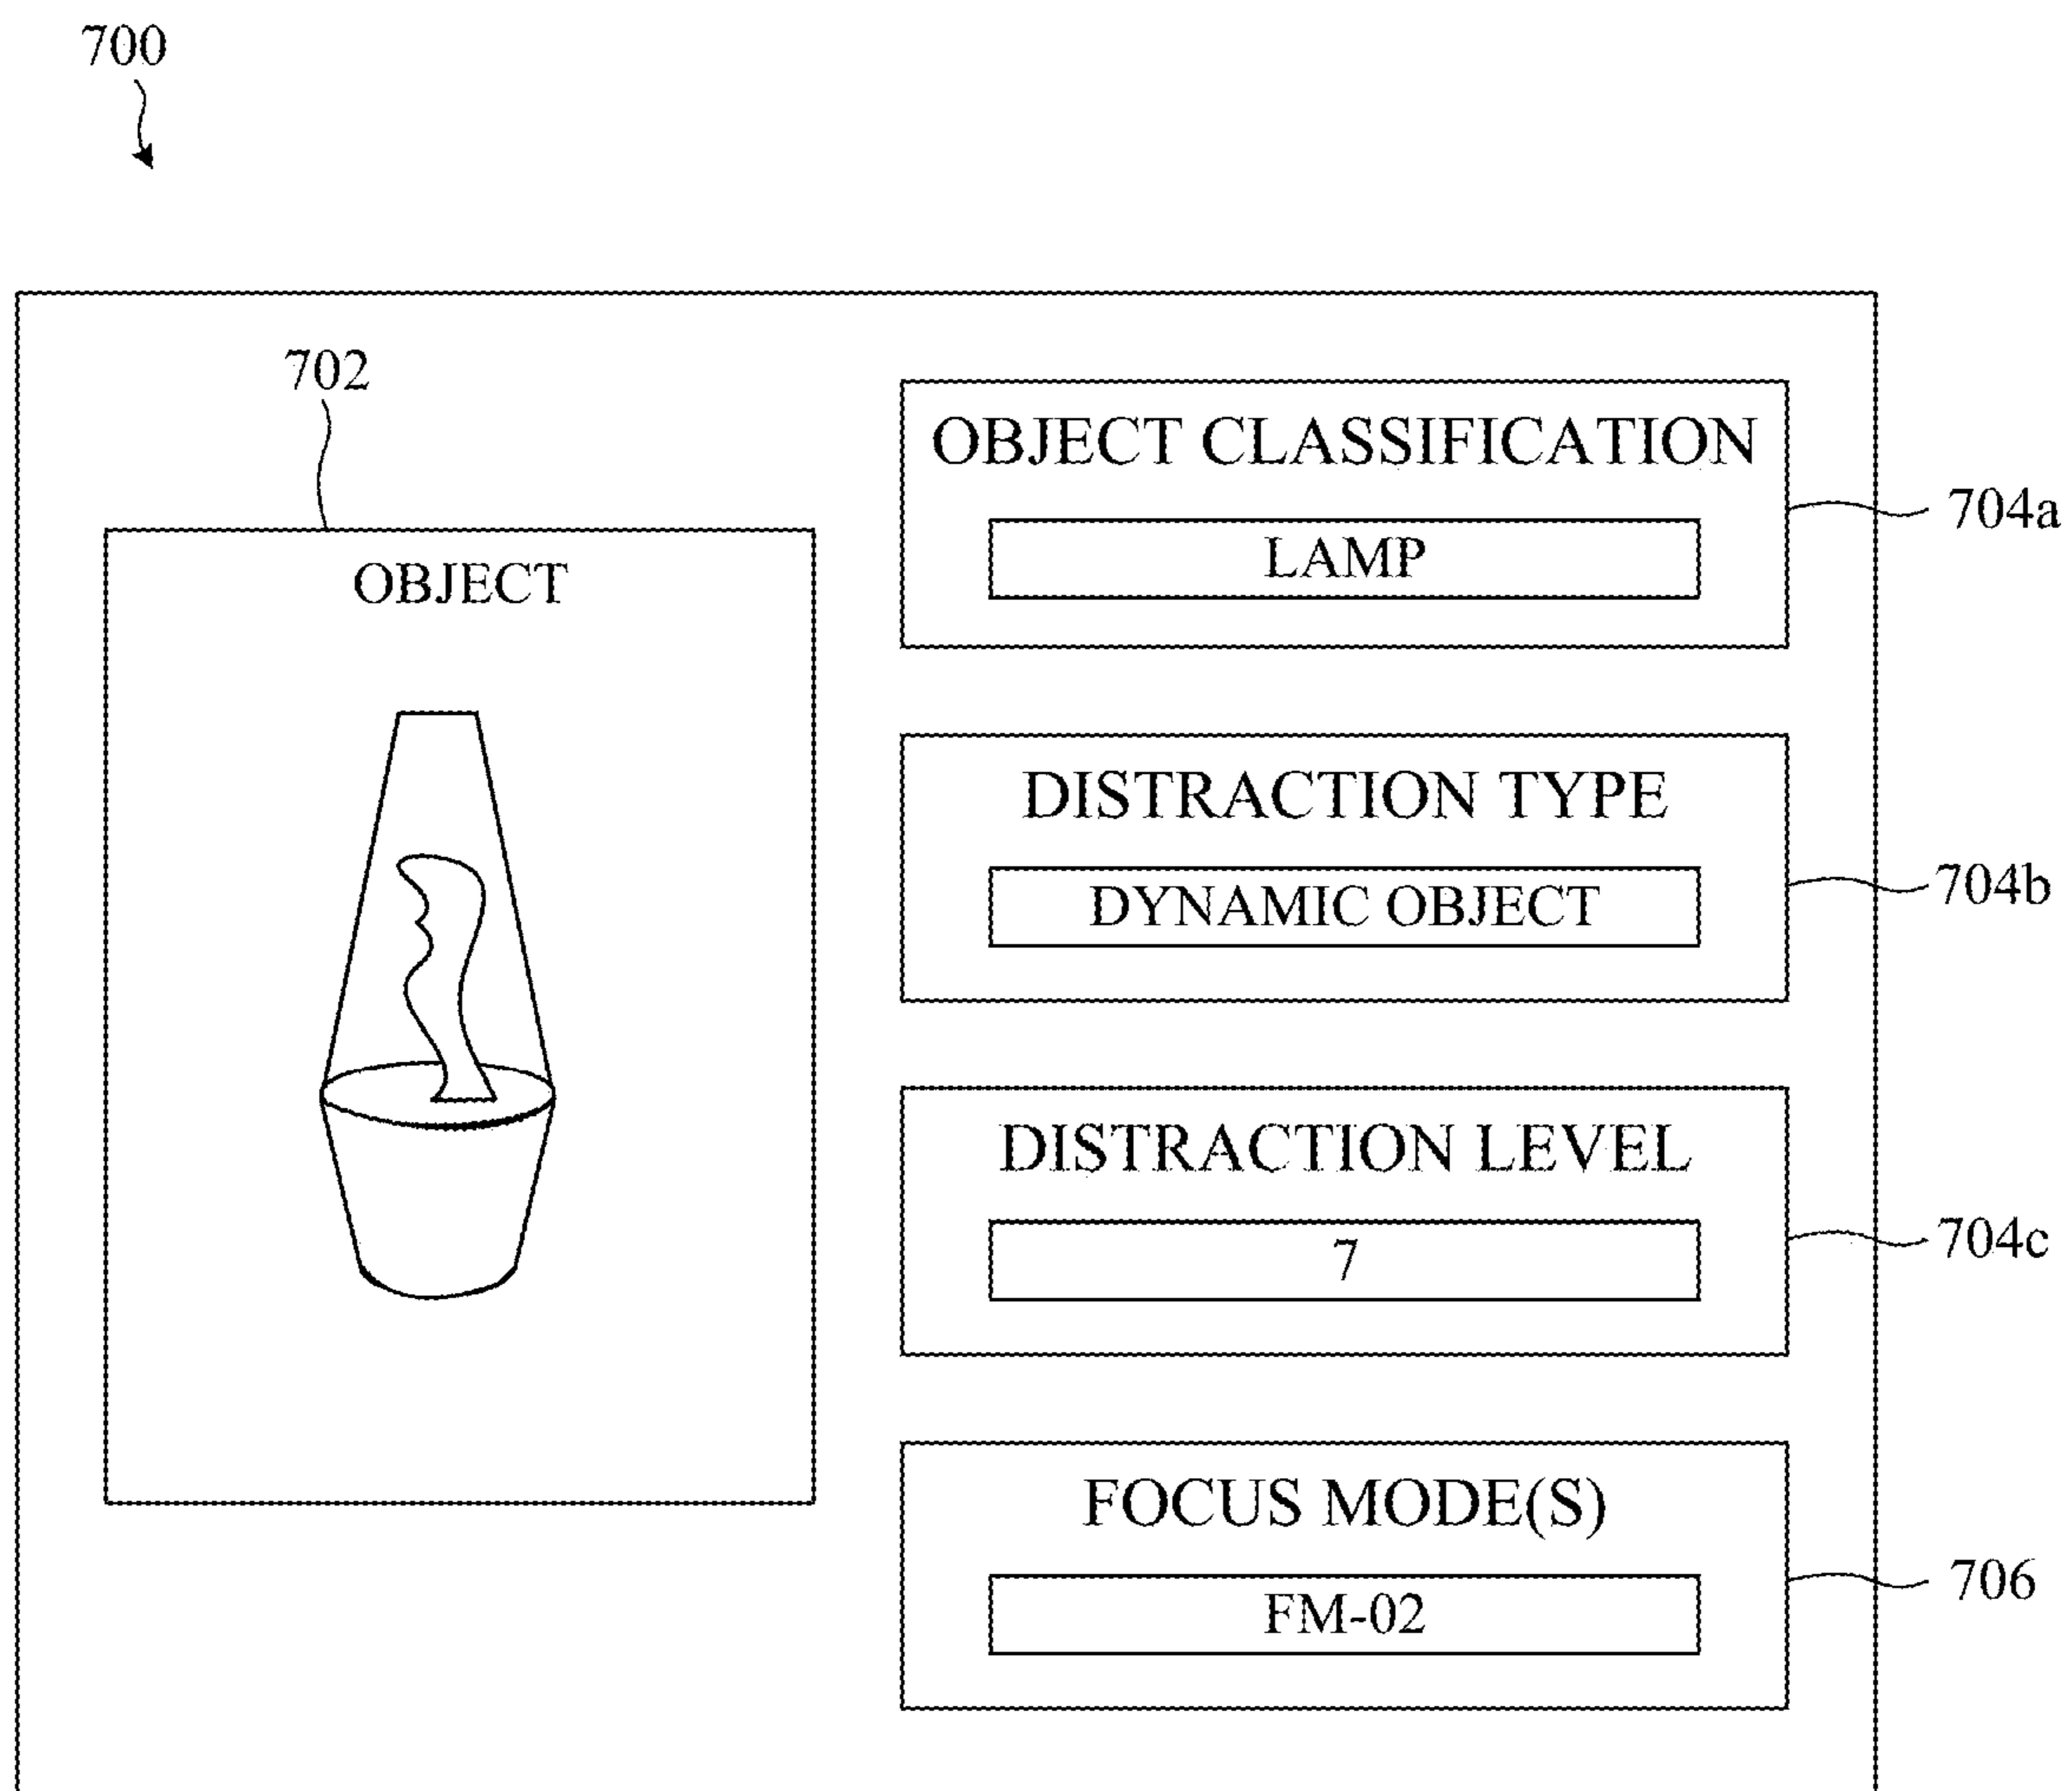 700
702
OBJECT
OBJECT CLASSIFICATION
LAMP
704a
DISTRACTION TYPE
DYNAMIC OBJECT
704b
DISTRACTION LEVEL
7
704c
FOCUS MODE(S)
FM-02
706